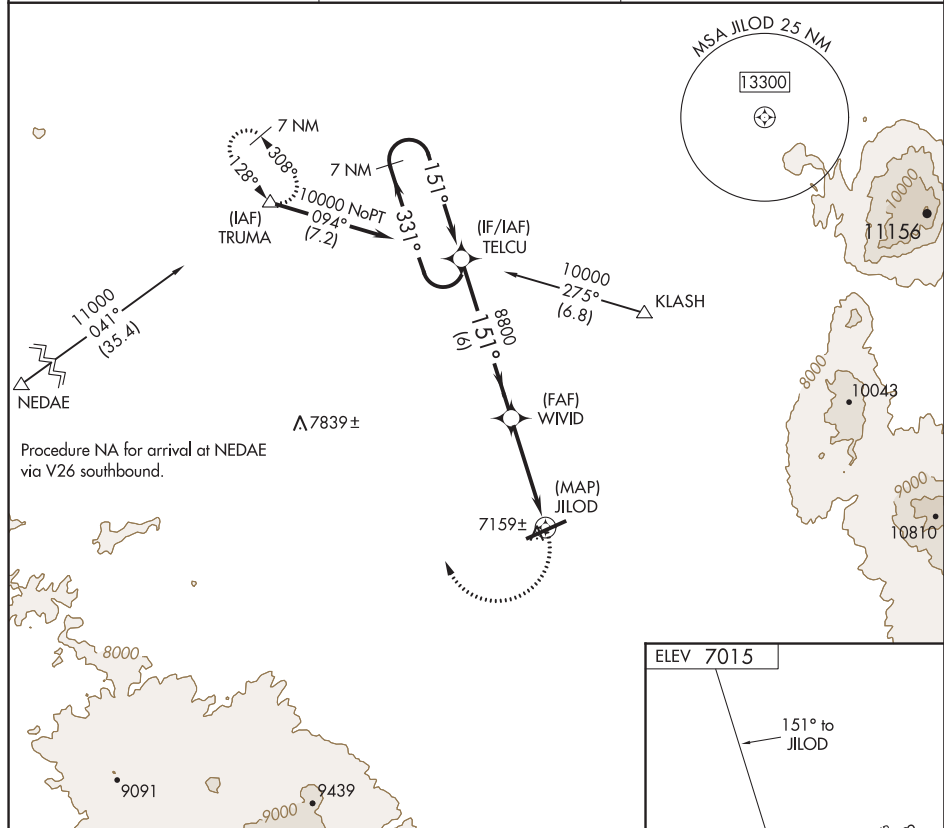 MSA JILOD 25 NM
13300
7 NM
308°
128°
(IAF)
TRUMA
10000 NoPT
094°
(7.2)
7 NM
151°
331°
(IF/IAF)
TELCU
10000
275°
(6.8)
KLASH
10000
11156
11000
041°
(35.4)
NEDAE
8800
151°
(6)
(FAF)
WIVID
7839±
8000
10043
Procedure NA for arrival at NEDAE
via V26 southbound.
(MAP)
JILOD
7159±
9000
10810
8000
ELEV 7015
151° to
JILOD
9091
9439
9000